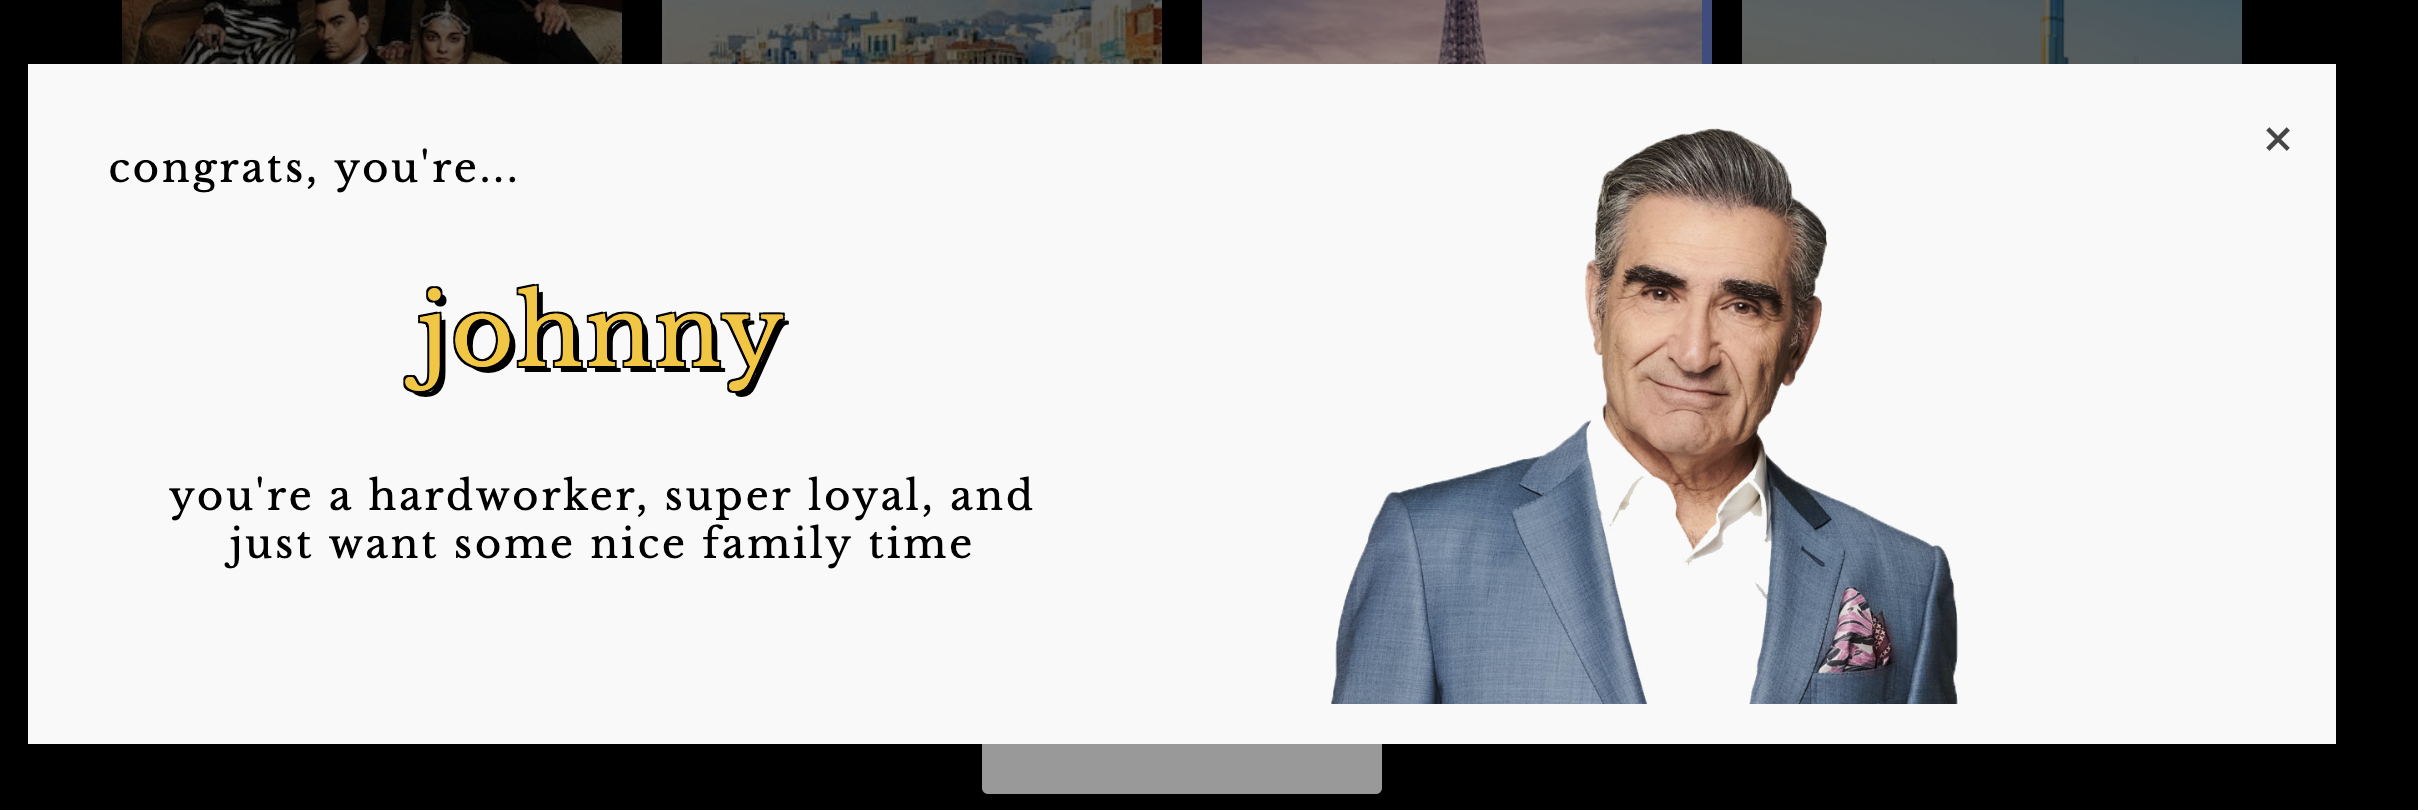 congrats, you're...
johnny
you're a hardworker, super loyal, and
just want some nice family time